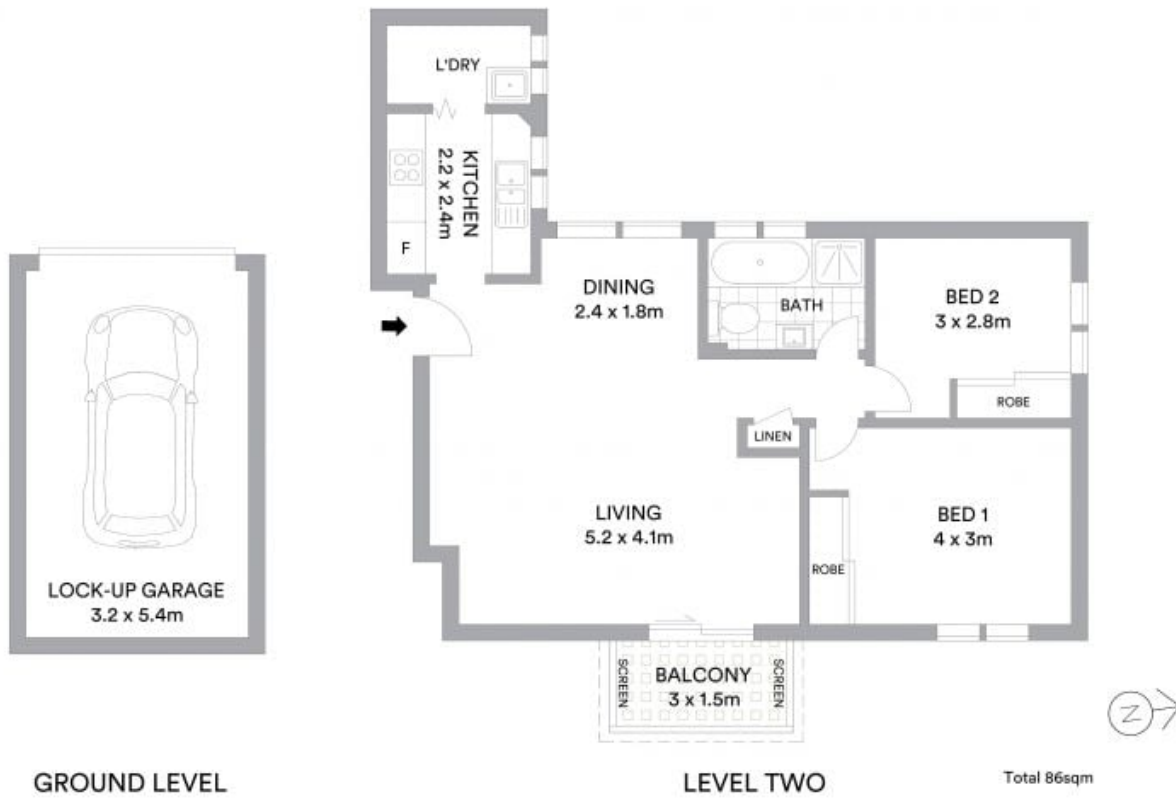 L'DRY
KITCHEN
2.2 x 2.4m
F
DINING
2.4 x 1.8m
BATH
BED 2
3 x 2.8m
ROBE
LINEN
LIVING
5.2 x 4.1m
BED 1
4 x 3m
ROBE
LOCK-UP GARAGE
3.2 x 5.4m
SCREEN
BALCONY
3 x 1.5m
SCREEN
Z
GROUND LEVEL
LEVEL TWO
Total 86sqm